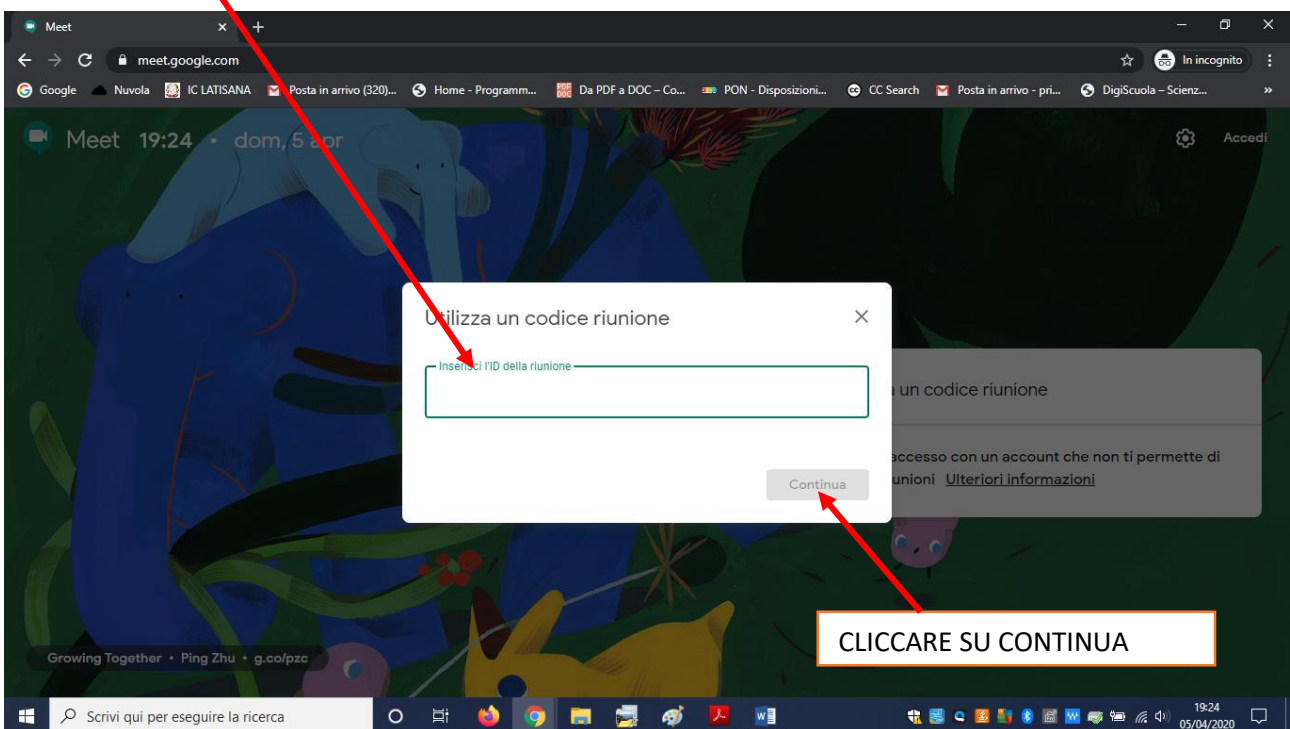 Meet
meet.google.com
In incognito
Google Nuvola IC LATISANA Posta in arrivo (320)... Home - Programm... Da PDF a DOC – Co... PON - Disposizioni... CC Search Posta in arrivo - pri... DigiScuola – Scienz... »
Meet 19:24 • dom, 5 apr
Accedi
Utilizza un codice riunione
Inserisci l'ID della riunione
Continua
un codice riunione
accesso con un account che non ti permette di
unioni Ulteriori informazioni
CLICCARE SU CONTINUA
Growing Together • Ping Zhu • g.co/pzc
Scrivi qui per eseguire la ricerca
19:24
05/04/2020